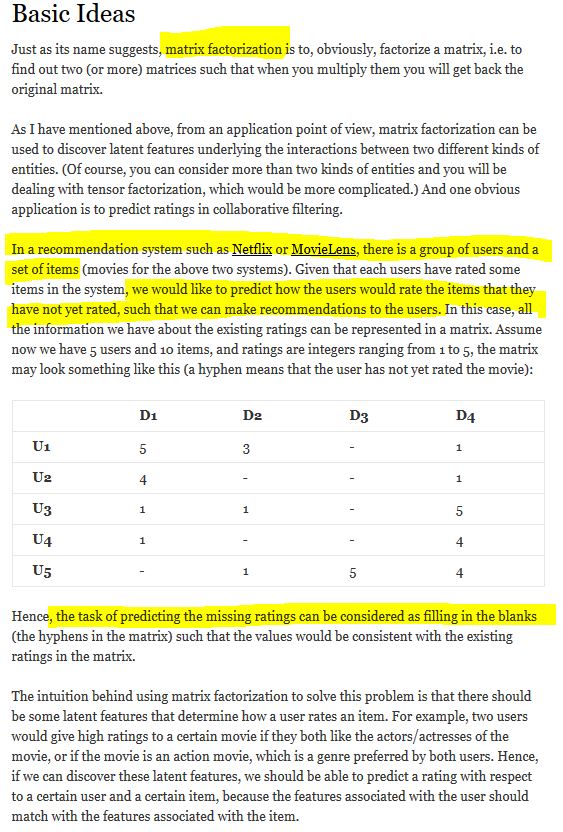 Basic Ideas
Just as its name suggests, matrix factorization is to, obviously, factorize a matrix, i.e. to
find out two (or more) matrices such that when you multiply them you will get back the
original matrix.
As I have mentioned above, from an application point of view, matrix factorization can be
used to discover latent features underlying the interactions between two different kinds of
entities. (Of course, you can consider more than two kinds of entities and you will be
dealing with tensor factorization, which would be more complicated.) And one obvious
application is to predict ratings in collaborative filtering.
In a recommendation system such as Netflix or MovieLens, there is a group of users and a
set of items (movies for the above two systems). Given that each users have rated some
items in the system, we would like to predict how the users would rate the items that they
have not yet rated, such that we can make recommendations to the users. In this case, all
the information we have about the existing ratings can be represented in a matrix. Assume
now we have 5 users and 10 items, and ratings are integers ranging from 1 to 5, the matrix
may look something like this (a hyphen means that the user has not yet rated the movie):
D1 D2 D3 D4
U1 5 3 - 1
U2 4 - - 1
U3 1 1 - 5
U4 1 - - 4
U5 - 1 5 4
Hence, the task of predicting the missing ratings can be considered as filling in the blanks
(the hyphens in the matrix) such that the values would be consistent with the existing
ratings in the matrix.
The intuition behind using matrix factorization to solve this problem is that there should
be some latent features that determine how a user rates an item. For example, two users
would give high ratings to a certain movie if they both like the actors/actresses of the
movie, or if the movie is an action movie, which is a genre preferred by both users. Hence,
if we can discover these latent features, we should be able to predict a rating with respect
to a certain user and a certain item, because the features associated with the user should
match with the features associated with the item.